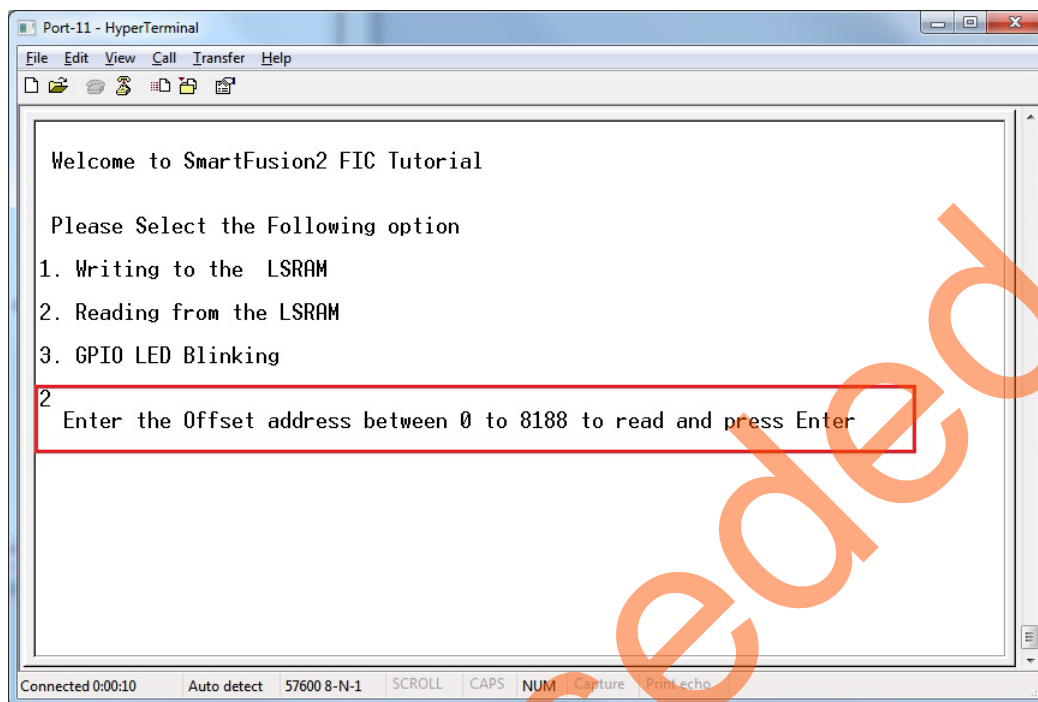 Port-11 - HyperTerminal
File Edit View Call Transfer Help
Welcome to SmartFusion2 FIC Tutorial
Please Select the Following option
1. Writing to the LSRAM
2. Reading from the LSRAM
3. GPIO LED Blinking
2
Enter the Offset address between 0 to 8188 to read and press Enter
Connected 0:00:10 Auto detect 57600 8-N-1 SCROLL CAPS NUM Capture Print echo
eded